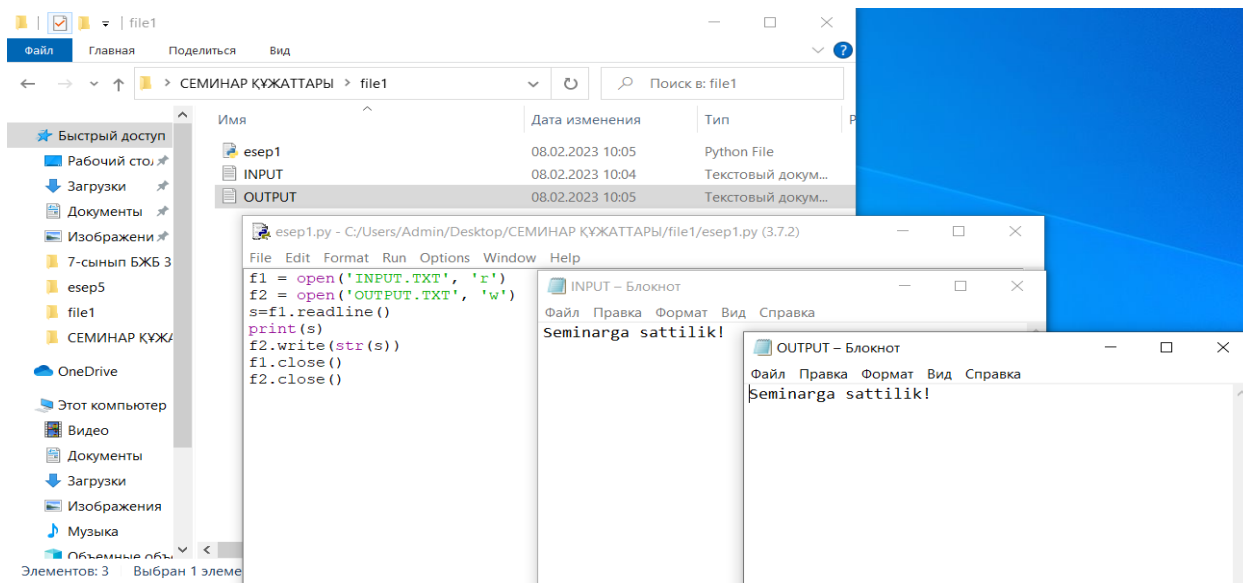 file1
Файл Главная Поделиться Вид
СЕМИНАР ҚҰЖАТТАРЫ > file1
Поиск в: file1
Имя Дата изменения Тип
esep1 08.02.2023 10:05 Python File
INPUT 08.02.2023 10:04 Текстовый докум...
OUTPUT 08.02.2023 10:05 Текстовый докум...
Быстрый доступ
Рабочий сто
Загрузки
Документы
Изображени
7-сынып БЖБ 3
esep5
file1
СЕМИНАР ҚҰЖА
OneDrive
Этот компьютер
Видео
Документы
Загрузки
Изображения
Музыка
Объемные объ
Элементов: 3 Выбран 1 элеме
esep1.py - C:/Users/Admin/Desktop/СЕМИНАР ҚҰЖАТТАРЫ/file1/esep1.py (3.7.2)
File Edit Format Run Options Window Help
f1 = open('INPUT.TXT', 'r')
f2 = open('OUTPUT.TXT', 'w')
s=f1.readline()
print(s)
f2.write(str(s))
f1.close()
f2.close()
INPUT – Блокнот
Файл Правка Формат Вид Справка
Seminarga sattilik!
OUTPUT – Блокнот
Файл Правка Формат Вид Справка
Seminarga sattilik!